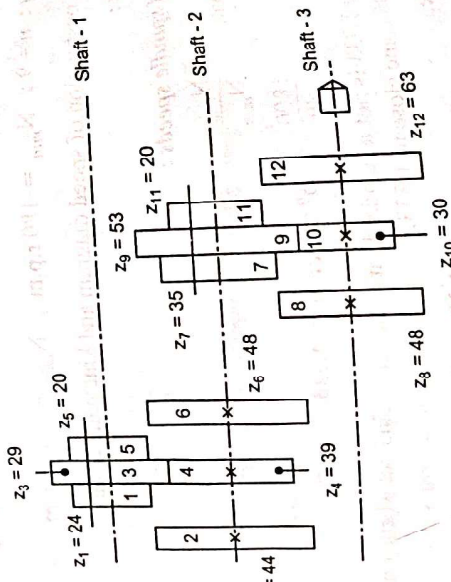 Shaft - 1
Shaft - 2
Shaft - 3
z₃ = 29
z₁ = 24
z₅ = 20
1
3
5
2
4
6
= 44
z₄ = 39
z₆ = 48
z₉ = 53
z₇ = 35
z₁₁ = 20
7
9
11
8
10
12
z₈ = 48
z₁₀ = 30
z₁₂ = 63